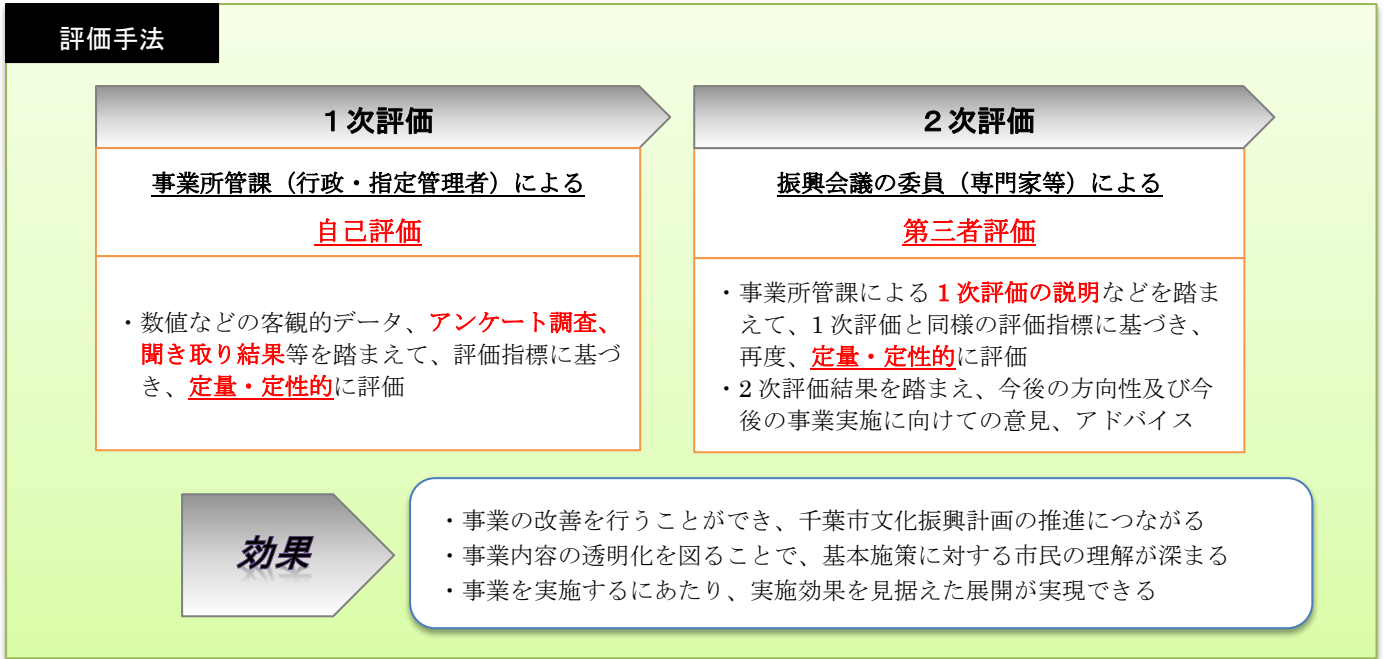 評価手法
１次評価
事業所管課（行政・指定管理者）による
自己評価
・数値などの客観的データ、アンケート調査、
聞き取り結果等を踏まえて、評価指標に基づ
き、定量・定性的に評価
２次評価
振興会議の委員（専門家等）による
第三者評価
・事業所管課による１次評価の説明などを踏ま
えて、1 次評価と同様の評価指標に基づき、
再度、定量・定性的に評価
・2 次評価結果を踏まえ、今後の方向性及び今
後の事業実施に向けての意見、アドバイス
効果
・事業の改善を行うことができ、千葉市文化振興計画の推進につながる
・事業内容の透明化を図ることで、基本施策に対する市民の理解が深まる
・事業を実施するにあたり、実施効果を見据えた展開が実現できる